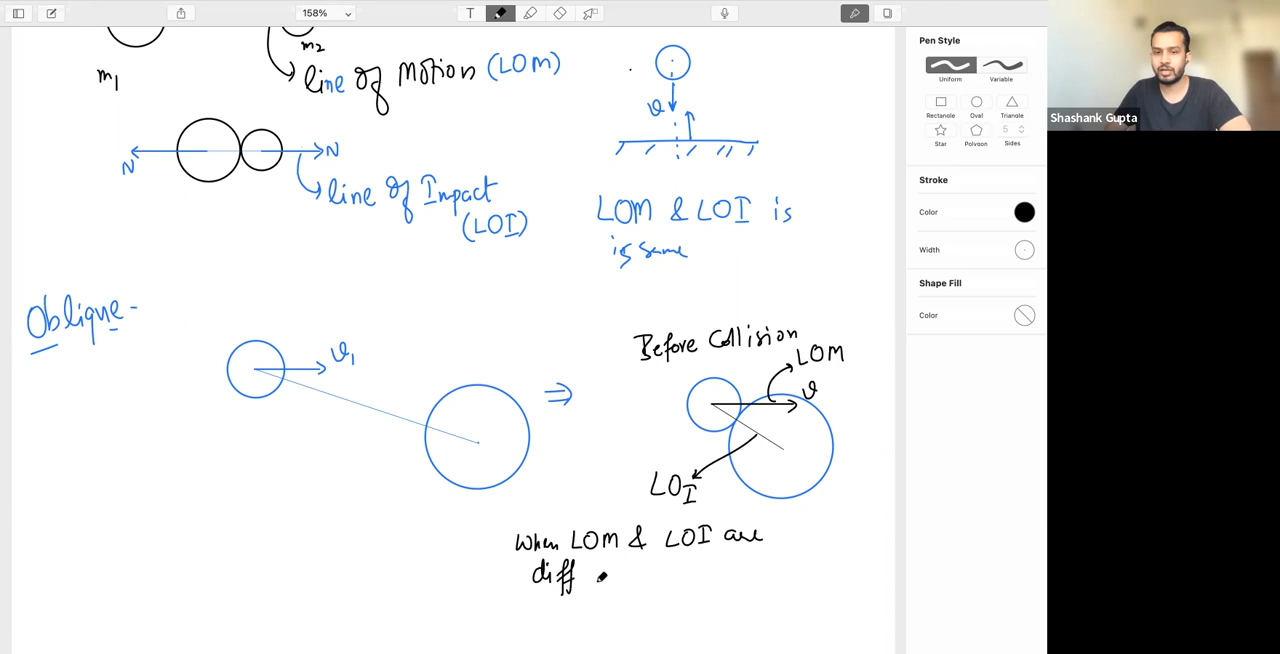 158%
T
Pen Style
Uniform
Variable
Rectangle
Oval
Triangle
Star
Polygon
5
Sides
Stroke
Color
Width
Shape Fill
Color
Shashank Gupta
m1
m2
line of Motion (LOM)
N
N
line of Impact
(LOI)
v
LOM & LOI is
is same
Oblique -
v1
⇒
Before Collision
LOM
v
LOI
when LOM & LOI are
diff